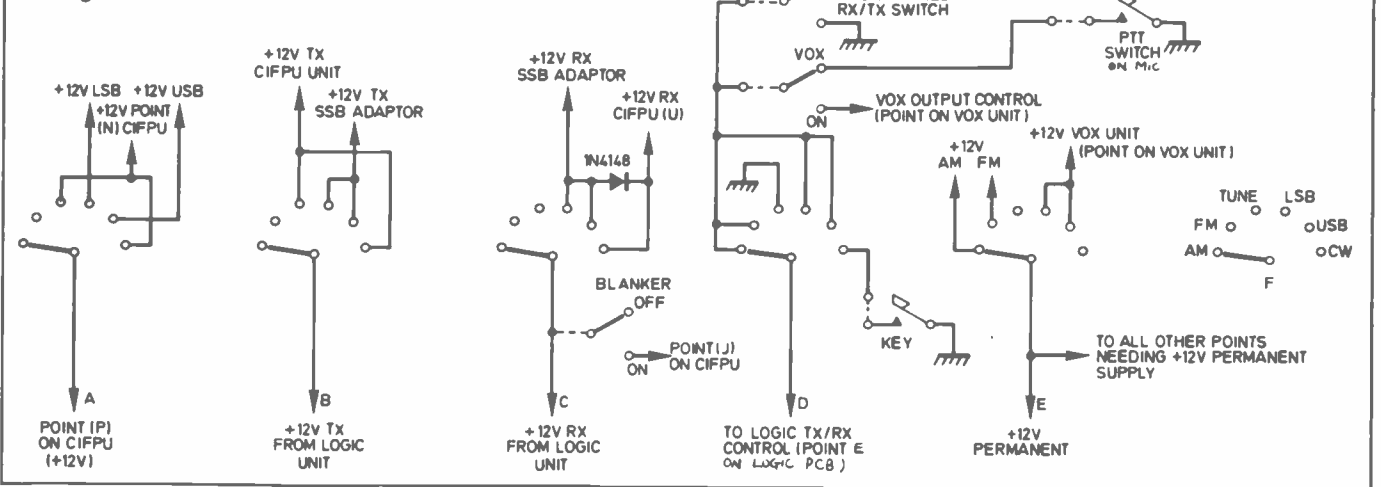 RX/TX SWITCH
PTT
SWITCH
ON MIC
VOX
+12V TX
CIFPU UNIT
+12V TX
SSB ADAPTOR
+12V RX
SSB ADAPTOR
+12V RX
CIFPU (U)
+12V LSB
+12V USB
+12V POINT
(N) CIFPU
VOX OUTPUT CONTROL
(POINT ON VOX UNIT)
ON
+12V VOX UNIT
(POINT ON VOX UNIT)
+12V
AM FM
1N4148
TUNE LSB
FM USB
AM CW
F
BLANKER
OFF
ON
POINT(J)
ON CIFPU
KEY
TO ALL OTHER POINTS
NEEDING +12V PERMANENT
SUPPLY
A
POINT (P)
ON CIFPU
(+12V)
B
+12V TX
FROM LOGIC
UNIT
C
+12V RX
FROM LOGIC
UNIT
D
TO LOGIC TX/RX
CONTROL (POINT E
ON LOGIC PCB)
E
+12V
PERMANENT